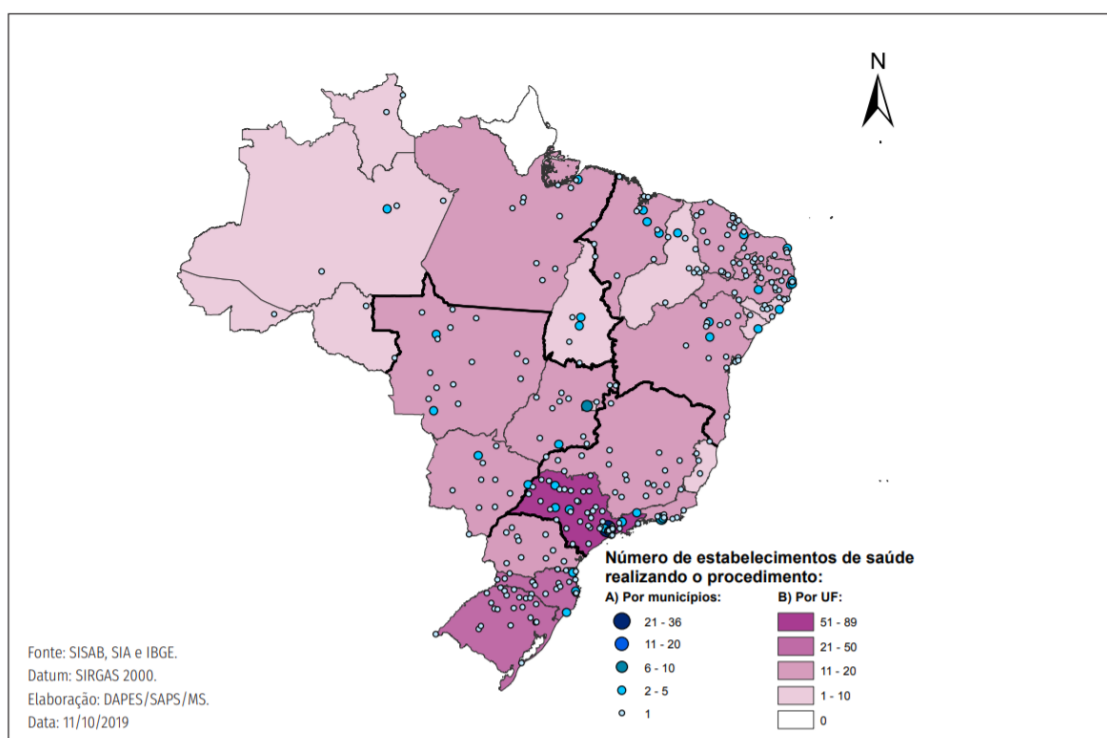 N
Número de estabelecimentos de saúde
realizando o procedimento:
A) Por municípios:
21 - 36
11 - 20
6 - 10
2 - 5
1
B) Por UF:
51 - 89
21 - 50
11 - 20
1 - 10
0
Fonte: SISAB, SIA e IBGE.
Datum: SIRGAS 2000.
Elaboração: DAPES/SAPS/MS.
Data: 11/10/2019